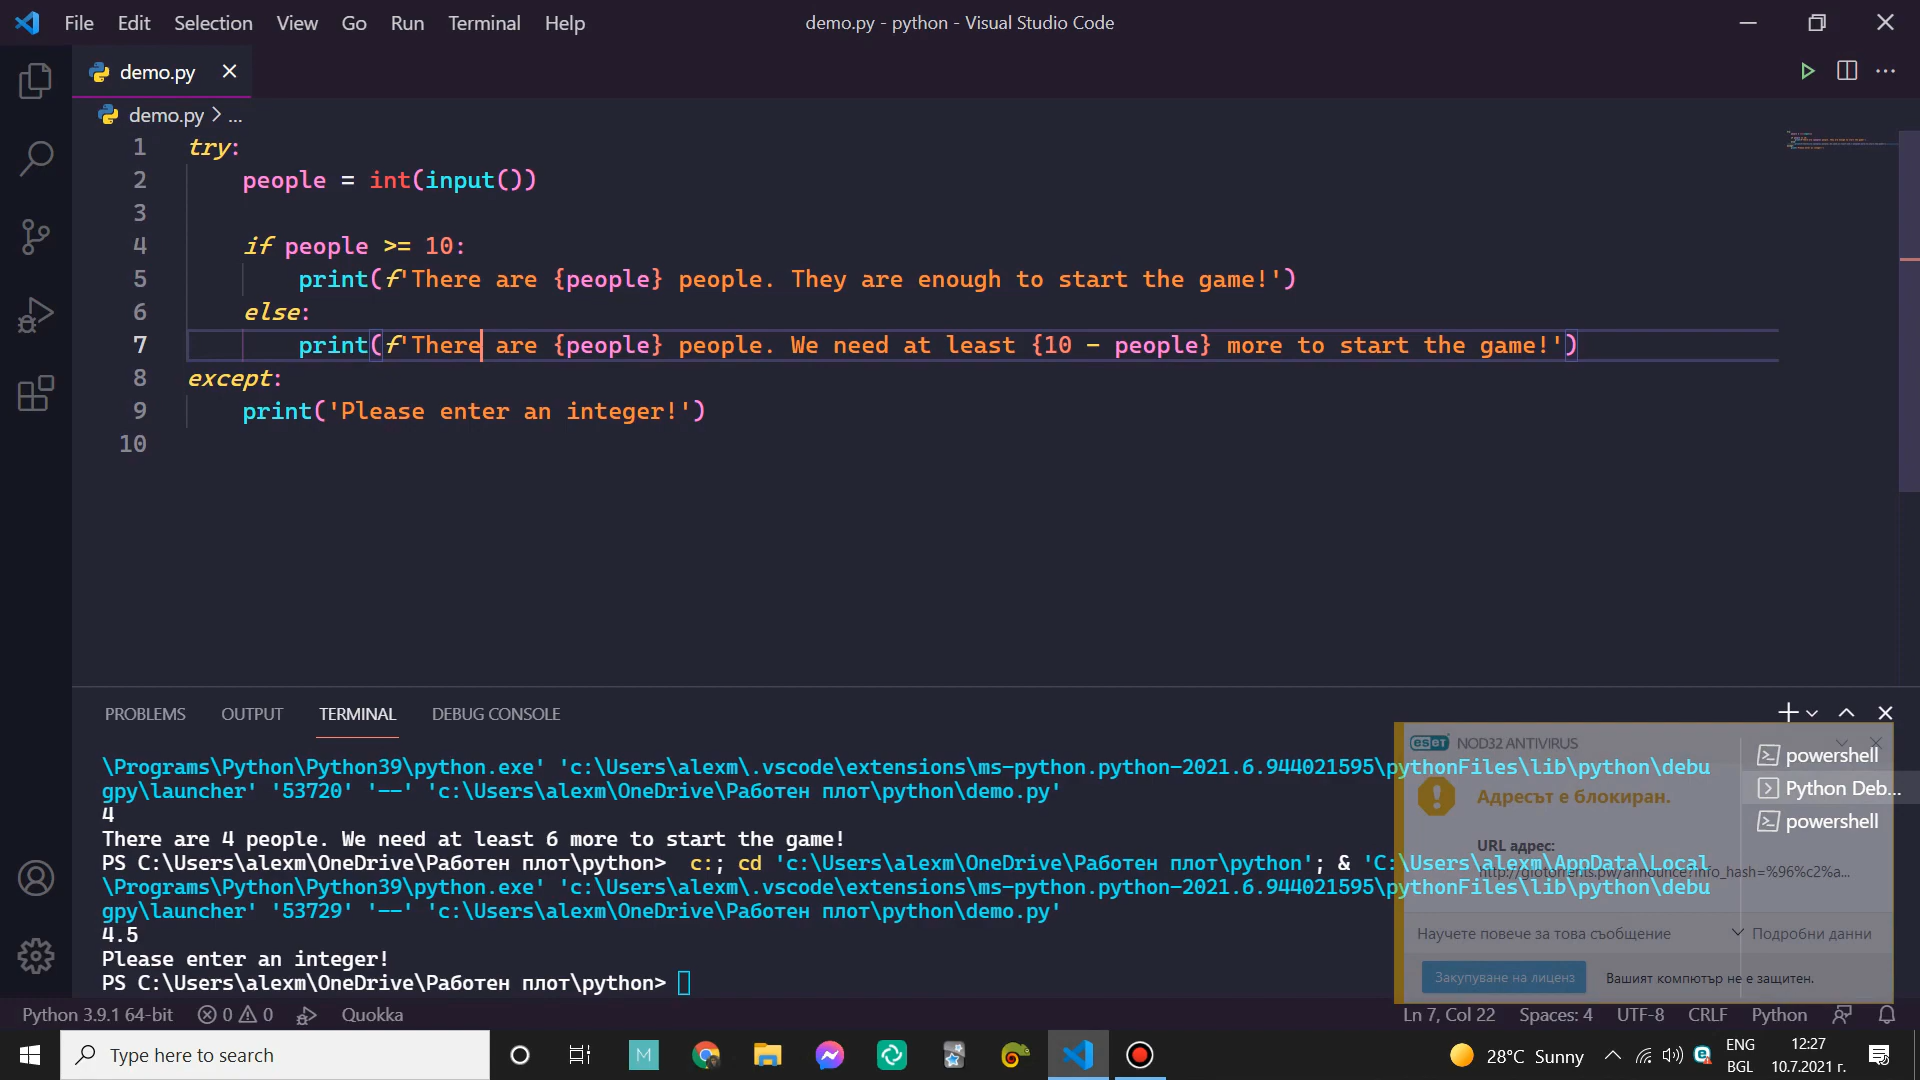 File Edit Selection View Go Run Terminal Help
demo.py - python - Visual Studio Code
demo.py
demo.py > ...
1 try:
2 people = int(input())
3
4 if people >= 10:
5 print(f'There are {people} people. They are enough to start the game!')
6 else:
7 print(f'There are {people} people. We need at least {10 - people} more to start the game!')
8 except:
9 print('Please enter an integer!')
10
PROBLEMS OUTPUT TERMINAL DEBUG CONSOLE
\Programs\Python\Python39\python.exe' 'c:\Users\alexm\.vscode\extensions\ms-python.python-2021.6.944021595\pythonFiles\lib\python\debu
gpy\launcher' '53720' '--' 'c:\Users\alexm\OneDrive\Работен плот\python\demo.py'
4
There are 4 people. We need at least 6 more to start the game!
PS C:\Users\alexm\OneDrive\Работен плот\python> c:; cd 'c:\Users\alexm\OneDrive\Работен плот\python'; & 'C:\Users\alexm\AppData\Local
\Programs\Python\Python39\python.exe' 'c:\Users\alexm\.vscode\extensions\ms-python.python-2021.6.944021595\pythonFiles\lib\python\debu
gpy\launcher' '53729' '--' 'c:\Users\alexm\OneDrive\Работен плот\python\demo.py'
4.5
Please enter an integer!
PS C:\Users\alexm\OneDrive\Работен плот\python>
powershell
Python Deb...
powershell
eset NOD32 ANTIVIRUS
Адресът е блокиран.
URL адрес:
Научете повече за това съобщение
Подробни данни
Закупуване на лиценз
Вашият компютър не е защитен.
Python 3.9.1 64-bit 0 0 Quokka
Ln 7, Col 22 Spaces: 4 UTF-8 CRLF Python
Type here to search
M
28°C Sunny
ENG
BGL
12:27
10.7.2021 г.